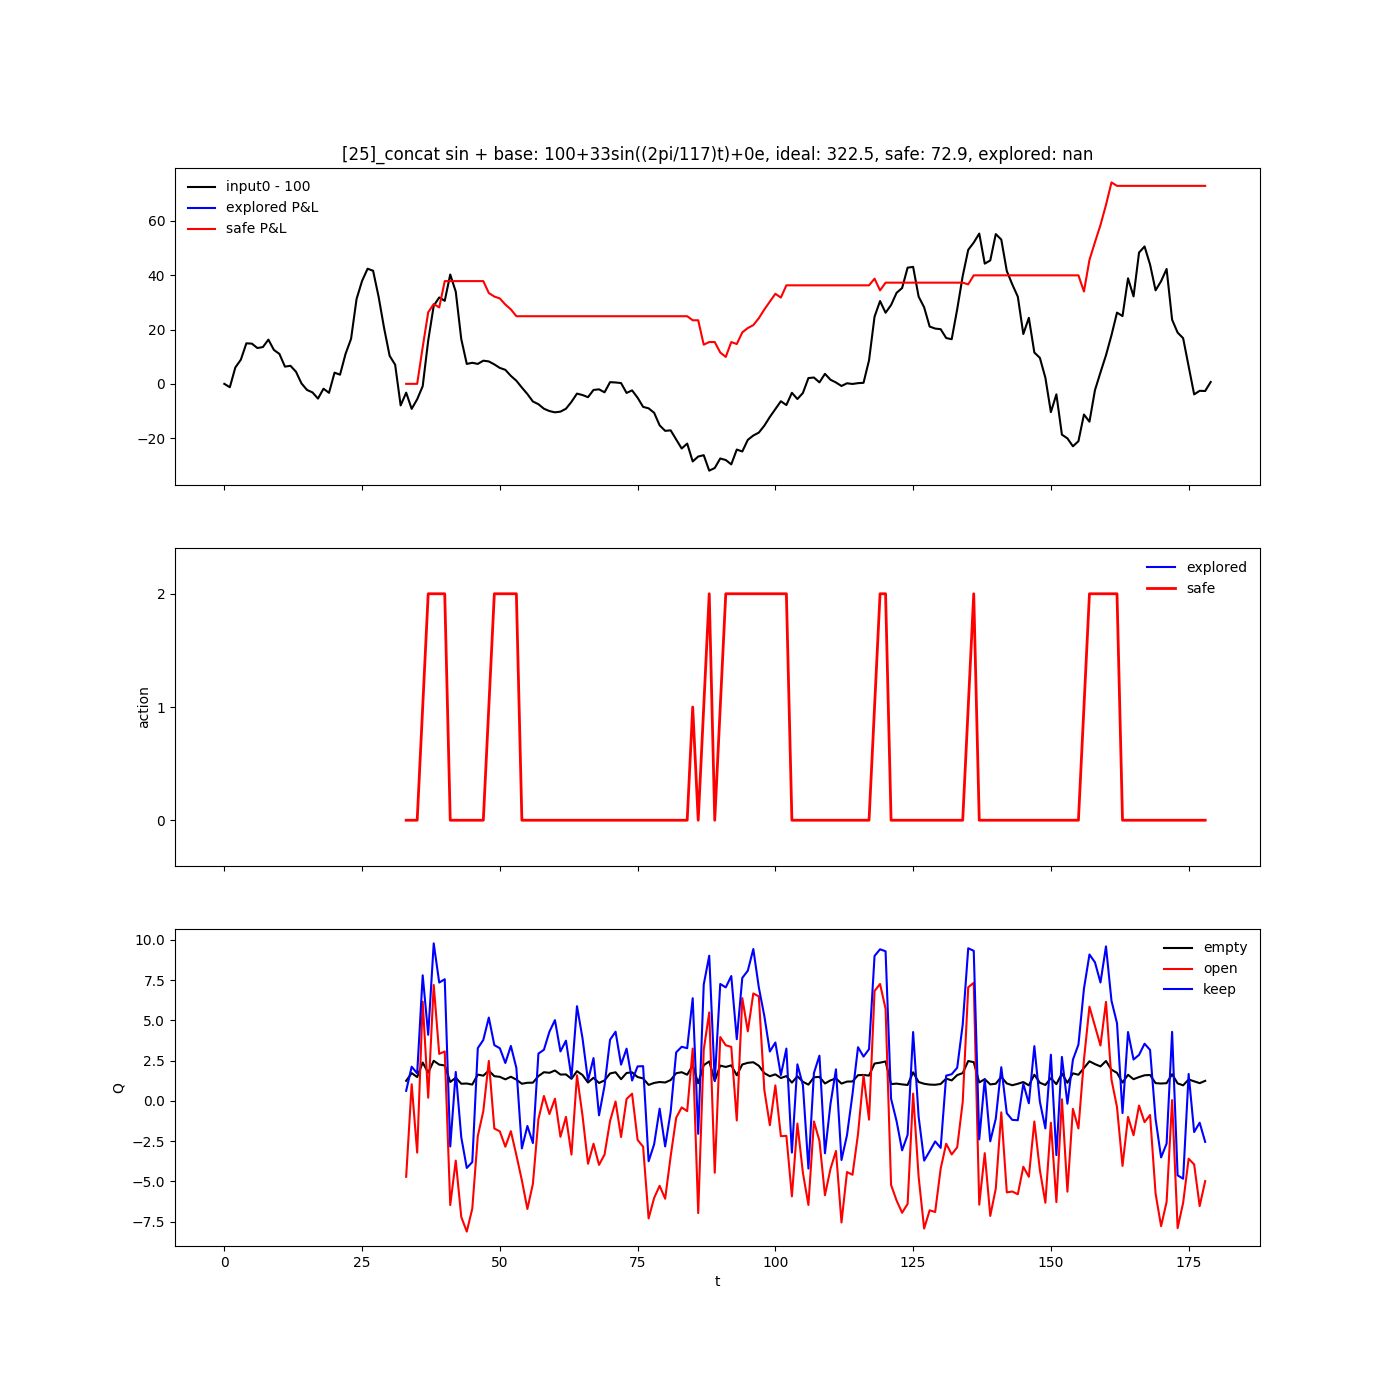 [25]_concat sin + base: 100+33sin((2pi/117)t)+0e, ideal: 322.5, safe: 72.9, explored: nan
input0 - 100
explored P&L
safe P&L
60
40
20
0
−20
explored
safe
2
1
0
action
empty
open
keep
10.0
7.5
5.0
2.5
0.0
−2.5
−5.0
−7.5
Q
0 25 50 75 100 125 150 175
t